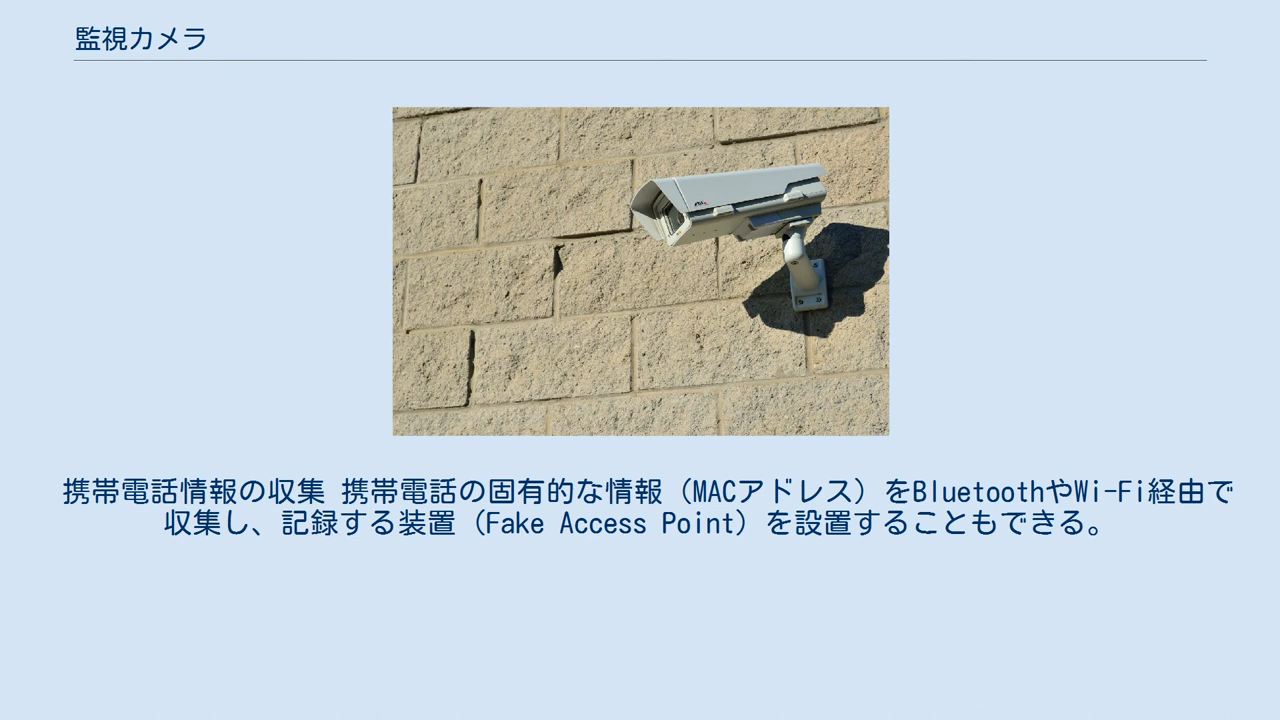 監視カメラ
AXIS
携帯電話情報の収集 携帯電話の固有的な情報（MACアドレス）をBluetoothやWi-Fi経由で
収集し、記録する装置（Fake Access Point）を設置することもできる。